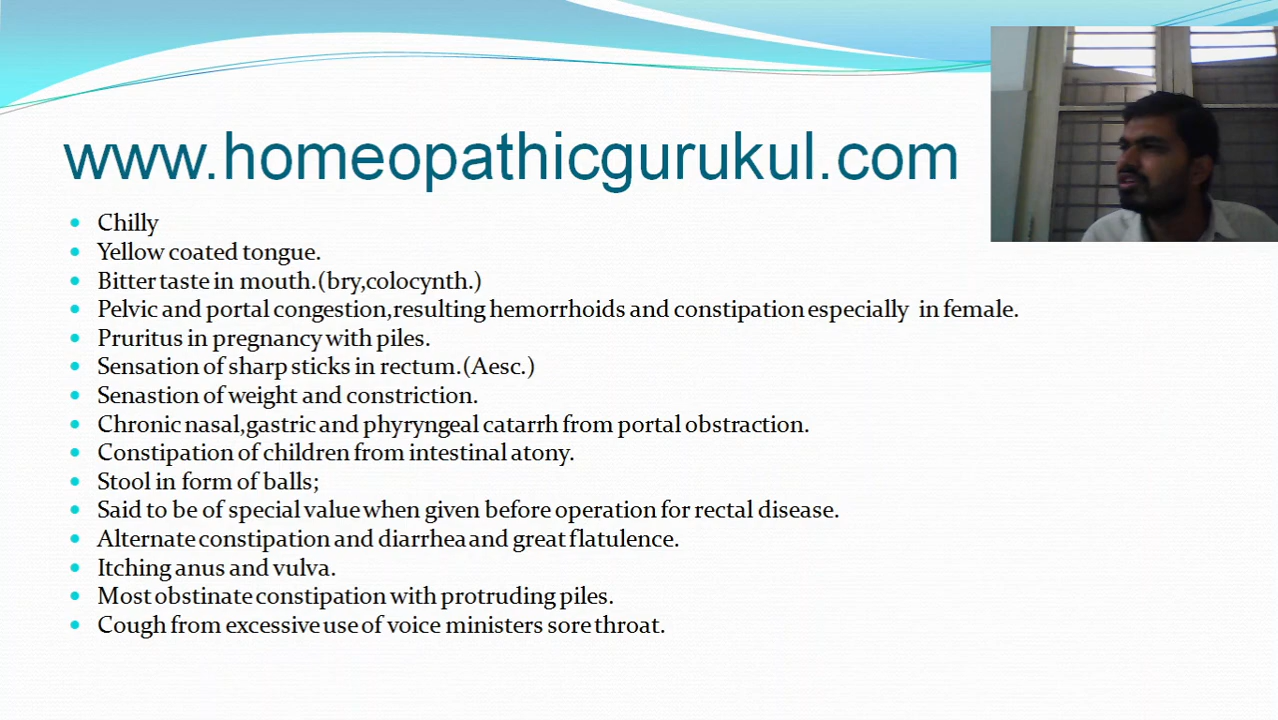 www.homeopathicgurukul.com
Chilly
Yellow coated tongue.
Bitter taste in mouth.(bry,colocynth.)
Pelvic and portal congestion,resulting hemorrhoids and constipation especially in female.
Pruritus in pregnancy with piles.
Sensation of sharp sticks in rectum.(Aesc.)
Senastion of weight and constriction.
Chronic nasal,gastric and phyryngeal catarrh from portal obstraction.
Constipation of children from intestinal atony.
Stool in form of balls;
Said to be of special value when given before operation for rectal disease.
Alternate constipation and diarrhea and great flatulence.
Itching anus and vulva.
Most obstinate constipation with protruding piles.
Cough from excessive use of voice ministers sore throat.